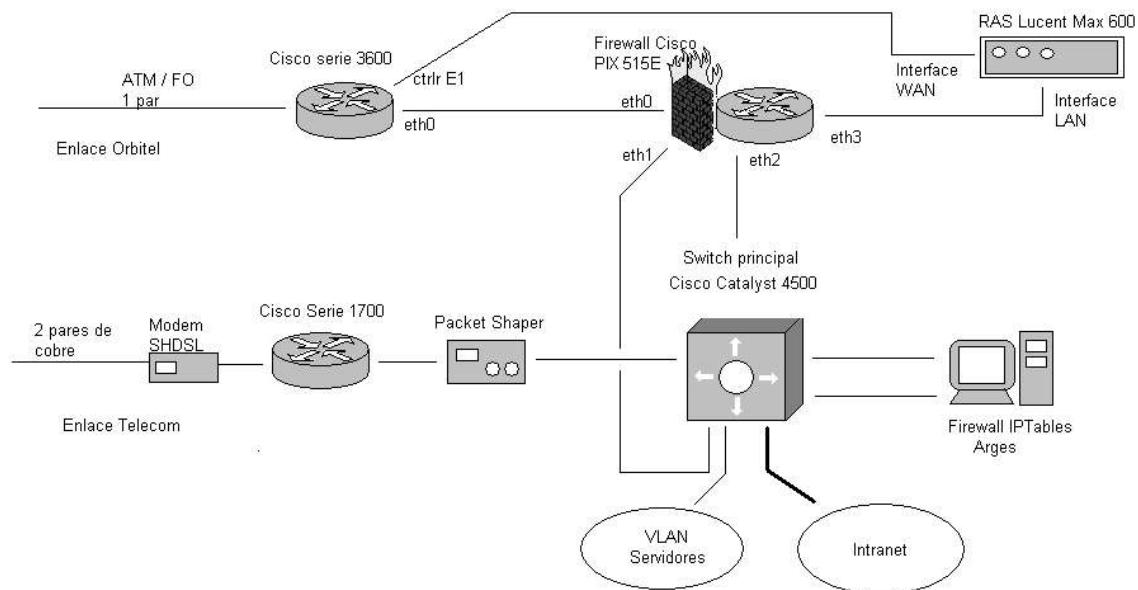 RAS Lucent Max 600
Firewall Cisco
PIX 515E
Cisco serie 3600
ATM / FO
1 par
ctrlr E1
eth0
eth0
Interface
WAN
Interface
LAN
Enlace Orbitel
eth1
eth2
eth3
Switch principal
Cisco Catalyst 4500
2 pares de
cobre
Modem
SHDSL
Cisco Serie 1700
Packet Shaper
Enlace Telecom
Firewall IPTables
Arges
VLAN
Servidores
Intranet